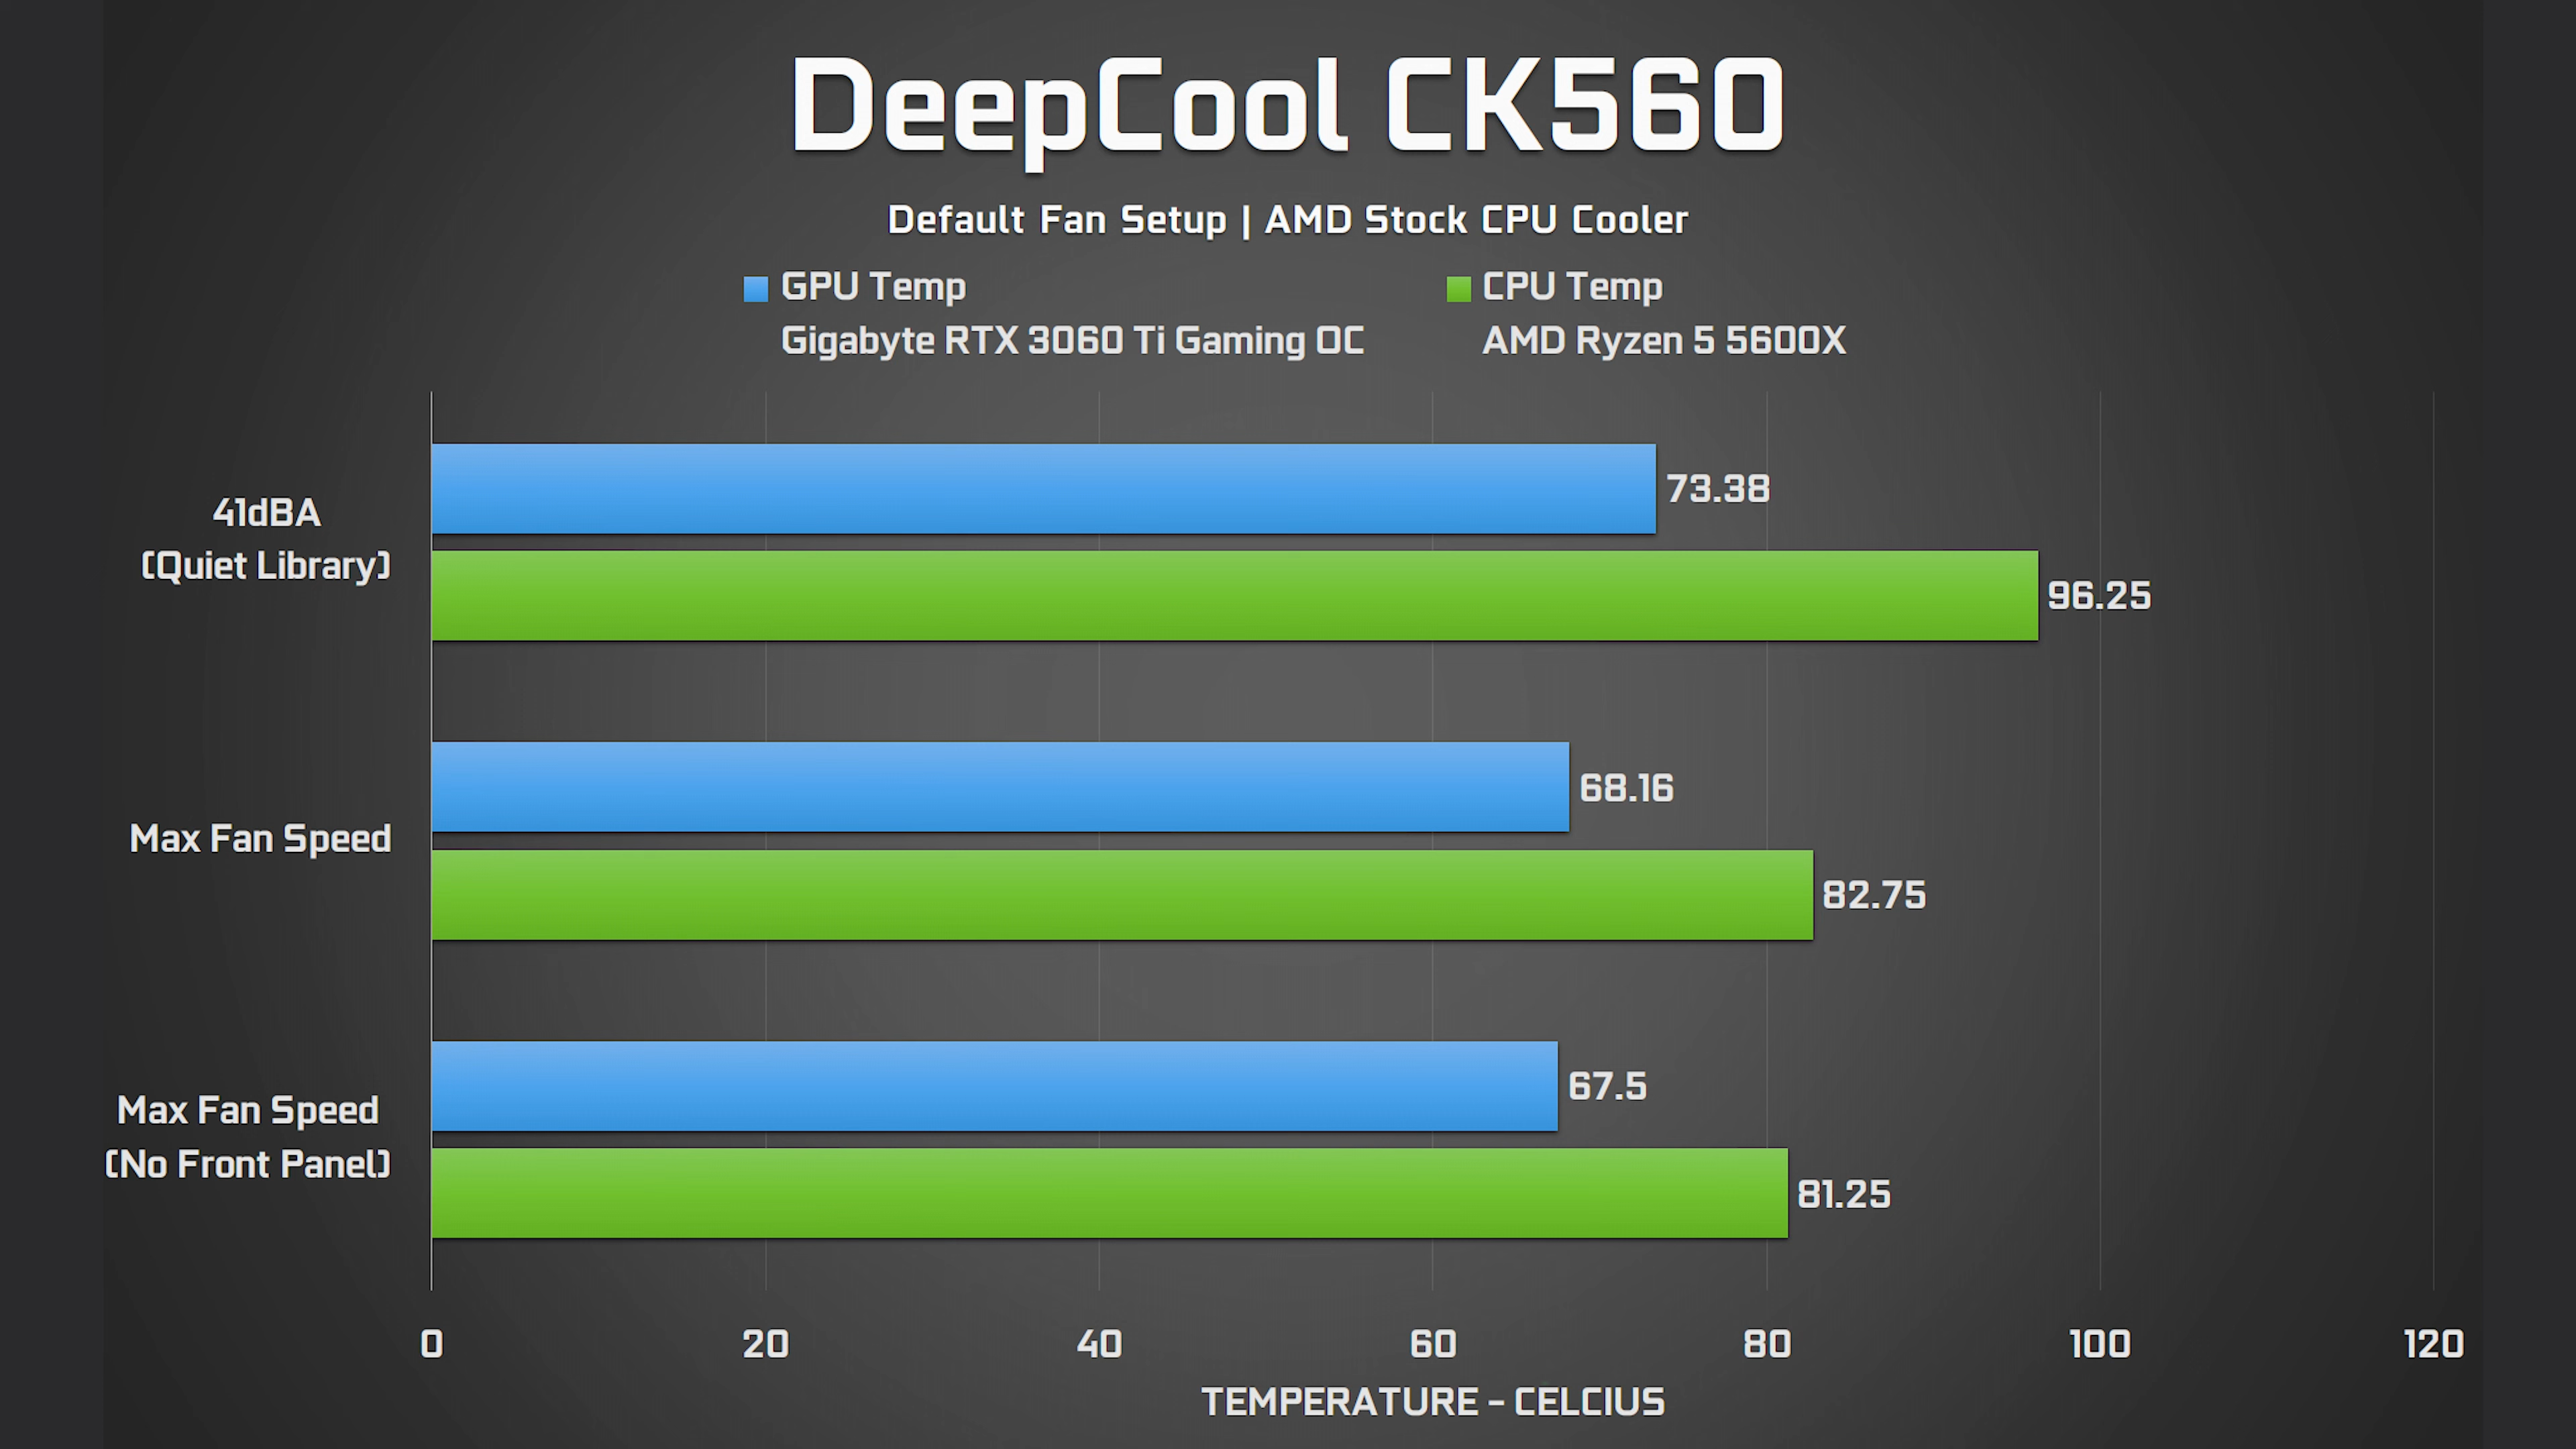 DeepCool CK560
Default Fan Setup | AMD Stock CPU Cooler
GPU Temp
Gigabyte RTX 3060 Ti Gaming OC
CPU Temp
AMD Ryzen 5 5600X
41dBA
(Quiet Library)
73.38
96.25
Max Fan Speed
68.16
82.75
Max Fan Speed
(No Front Panel)
67.5
81.25
0 20 40 60 80 100 120
TEMPERATURE - CELCIUS